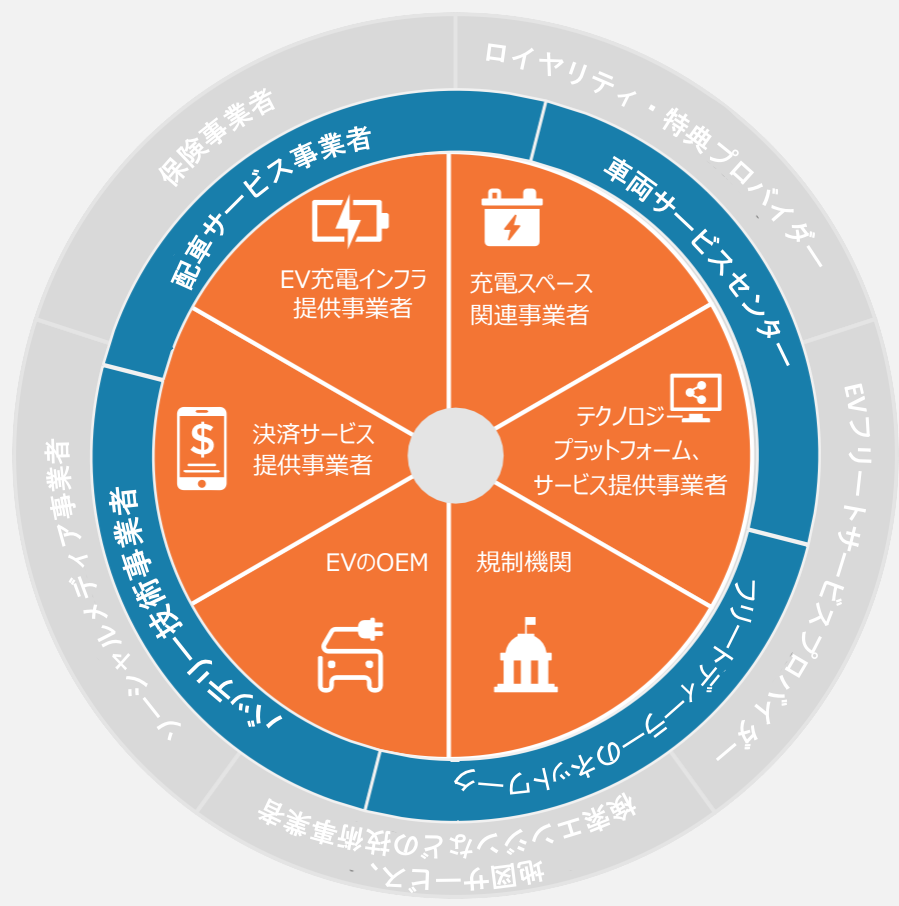 ロイヤリティ・特典プロバイダー
保険事業者
配車サービス事業者
車両サービスセンター
EV充電インフラ
提供事業者
充電スペース
関連事業者
決済サービス
提供事業者
テクノロジー
プラットフォーム、
サービス提供事業者
EVフリートサービスプロバイダー
ソーシャルメディア事業者
バッテリー技術事業者
EVのOEM
規制機関
フリートディーラーのネットワーク
地図サービス、
検索エンジンなどの技術事業者